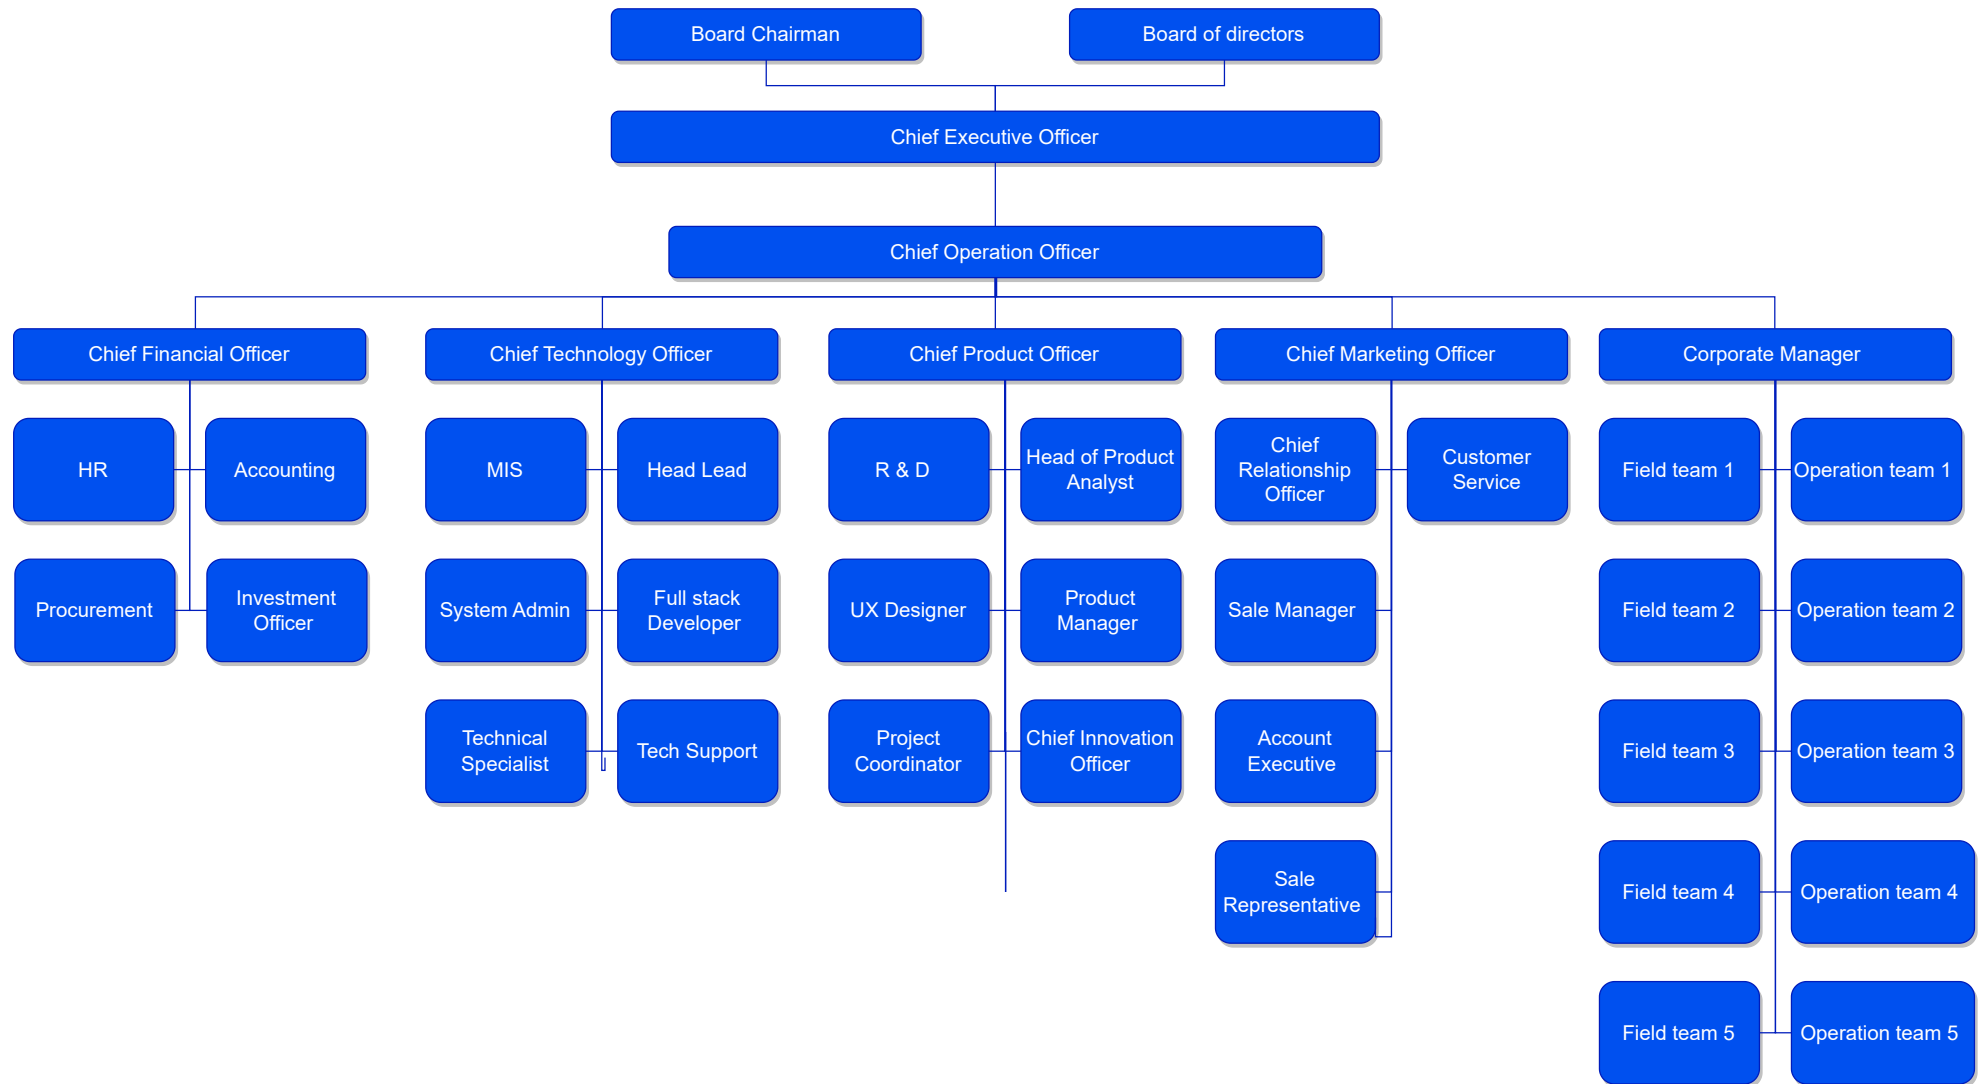 Board Chairman
Board of directors
Chief Executive Officer
Chief Operation Officer
Chief Financial Officer
Chief Technology Officer
Chief Product Officer
Chief Marketing Officer
Corporate Manager
HR
Accounting
MIS
Head Lead
R & D
Head of Product
Analyst
Chief
Relationship
Officer
Customer
Service
Field team 1
Operation team 1
Procurement
Investment
Officer
System Admin
Full stack
Developer
UX Designer
Product
Manager
Sale Manager
Field team 2
Operation team 2
Technical
Specialist
Tech Support
Project
Coordinator
Chief Innovation
Officer
Account
Executive
Field team 3
Operation team 3
Sale
Representative
Field team 4
Operation team 4
Field team 5
Operation team 5